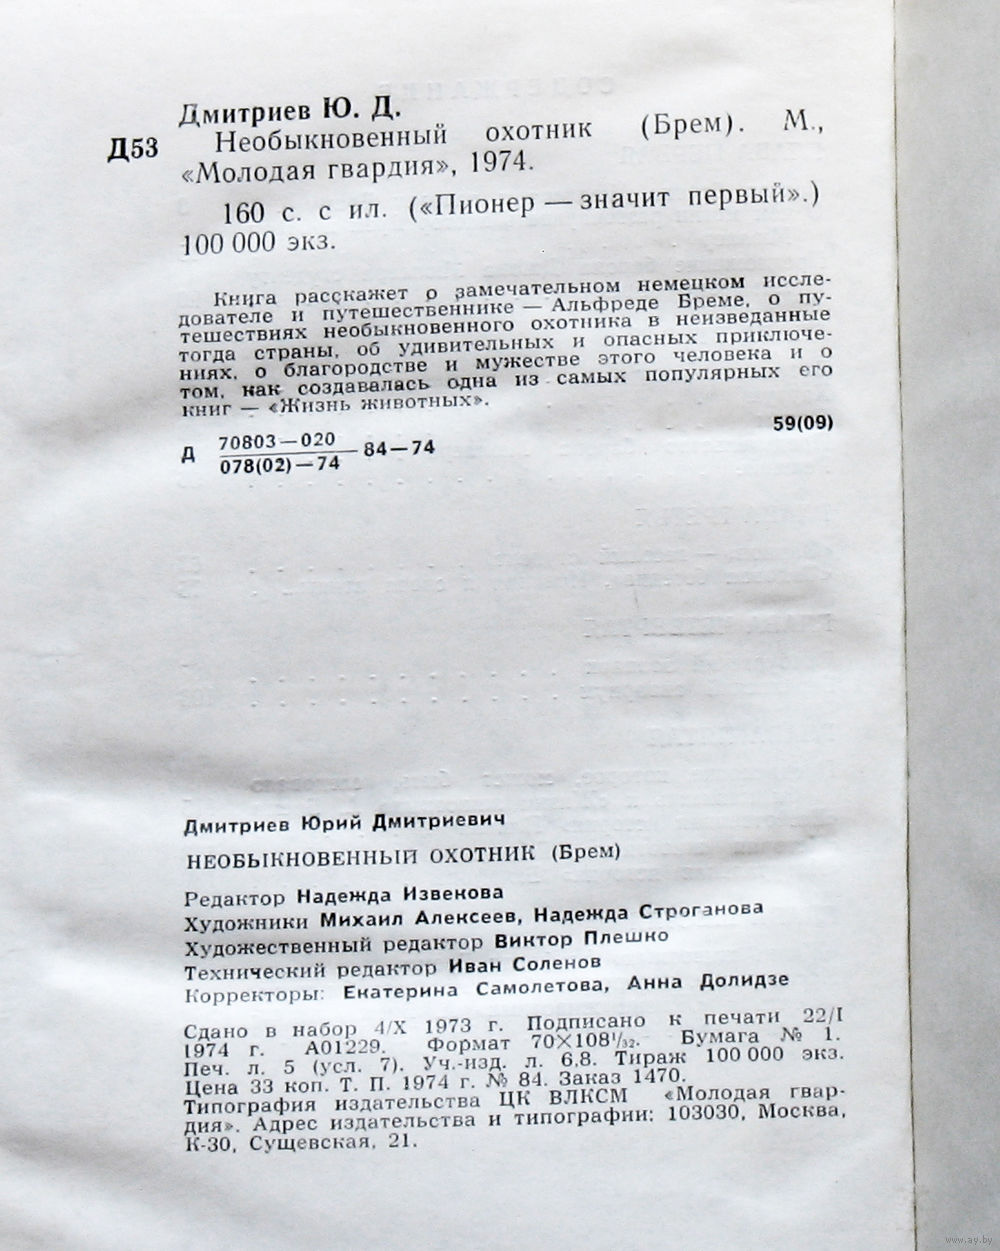 Дмитриев Ю. Д.
Д53 Необыкновенный охотник (Брем). М.,
«Молодая гвардия», 1974.
160 с. с ил. («Пионер — значит первый».)
100 000 экз.
Книга расскажет о замечательном немецком иссле-
дователе и путешественнике — Альфреде Бреме, о пу-
тешествиях необыкновенного охотника в неизведанные
тогда страны, об удивительных и опасных приключе-
ниях, о благородстве и мужестве этого человека и о
том, как создавалась одна из самых популярных его
книг — «Жизнь животных».
Д 70803—020
078(02)—74 84—74
59(09)
Дмитриев Юрий Дмитриевич
НЕОБЫКНОВЕННЫЙ ОХОТНИК (Брем)
Редактор Надежда Извекова
Художники Михаил Алексеев, Надежда Строганова
Художественный редактор Виктор Плешко
Технический редактор Иван Соленов
Корректоры: Екатерина Самолетова, Анна Долидзе
Сдано в набор 4/X 1973 г. Подписано к печати 22/I
1974 г. А01229. Формат 70×108¹/₃₂. Бумага № 1.
Печ. л. 5 (усл. 7). Уч.-изд. л. 6,8. Тираж 100 000 экз.
Цена 33 коп. Т. П. 1974 г. № 84. Заказ 1470.
Типография издательства ЦК ВЛКСМ «Молодая гвар-
дия». Адрес издательства и типографии: 103030, Москва,
К-30, Сущевская, 21.
www.ay.by